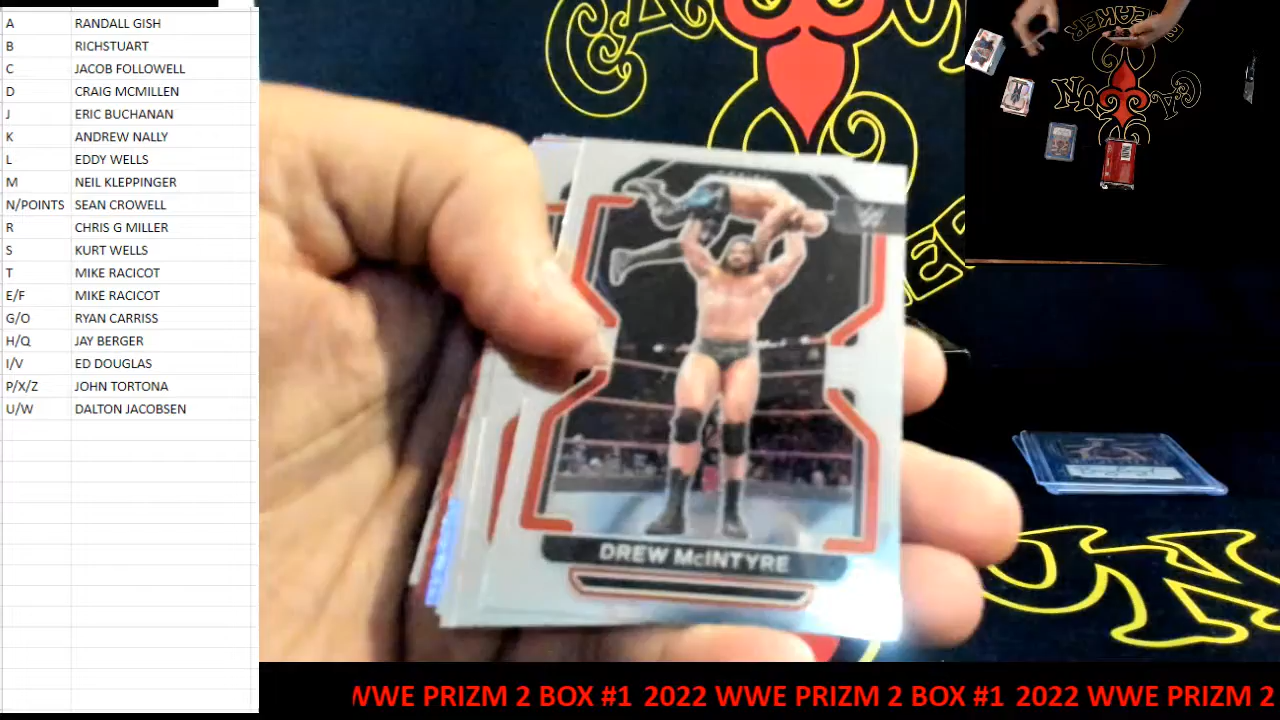 A RANDALL GISH
B RICHSTUART
C JACOB FOLLOWELL
D CRAIG MCMILLEN
J ERIC BUCHANAN
K ANDREW NALLY
L EDDY WELLS
M NEIL KLEPPINGER
N/POINTS SEAN CROWELL
R CHRIS G MILLER
S KURT WELLS
T MIKE RACICOT
E/F MIKE RACICOT
G/O RYAN CARRISS
H/Q JAY BERGER
I/V ED DOUGLAS
P/X/Z JOHN TORTONA
U/W DALTON JACOBSEN
DREW McINTYRE
WWE PRIZM 2 BOX #1 2022 WWE PRIZM 2 BOX #1 2022 WWE PRIZM 2